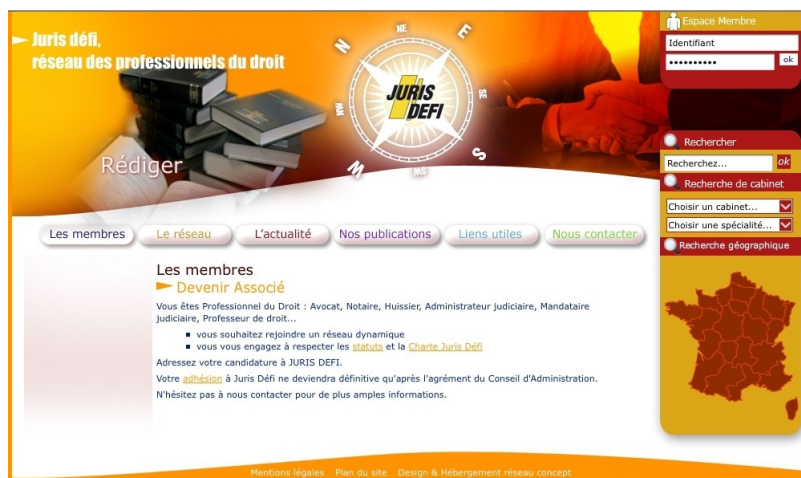 Juris défi,
réseau des professionnels du droit
Rédiger
N
NE
E
SE
S
SW
W
NW
JURIS
DEFI
Espace Membre
Identifiant
••••••••••
ok
Rechercher
Recherchez...
ok
Recherche de cabinet
Choisir un cabinet...
Choisir une spécialité...
Recherche géographique
Les membres
Le réseau
L'actualité
Nos publications
Liens utiles
Nous contacter
Les membres
Devenir Associé
Vous êtes Professionnel du Droit : Avocat, Notaire, Huissier, Administrateur judiciaire, Mandataire
judiciaire, Professeur de droit...
vous souhaitez rejoindre un réseau dynamique
vous vous engagez à respecter les statuts et la Charte Juris Défi
Adressez votre candidature à JURIS DEFI.
Votre adhésion à Juris Défi ne deviendra définitive qu'après l'agrément du Conseil d'Administration.
N'hésitez pas à nous contacter pour de plus amples informations.
Mentions légales Plan du site Design & Hébergement réseau concept